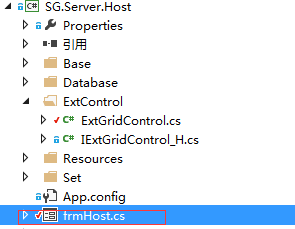 SG.Server.Host
Properties
引用
Base
Database
ExtControl
ExtGridControl.cs
IExtGridControl_H.cs
Resources
Set
App.config
frmHost.cs